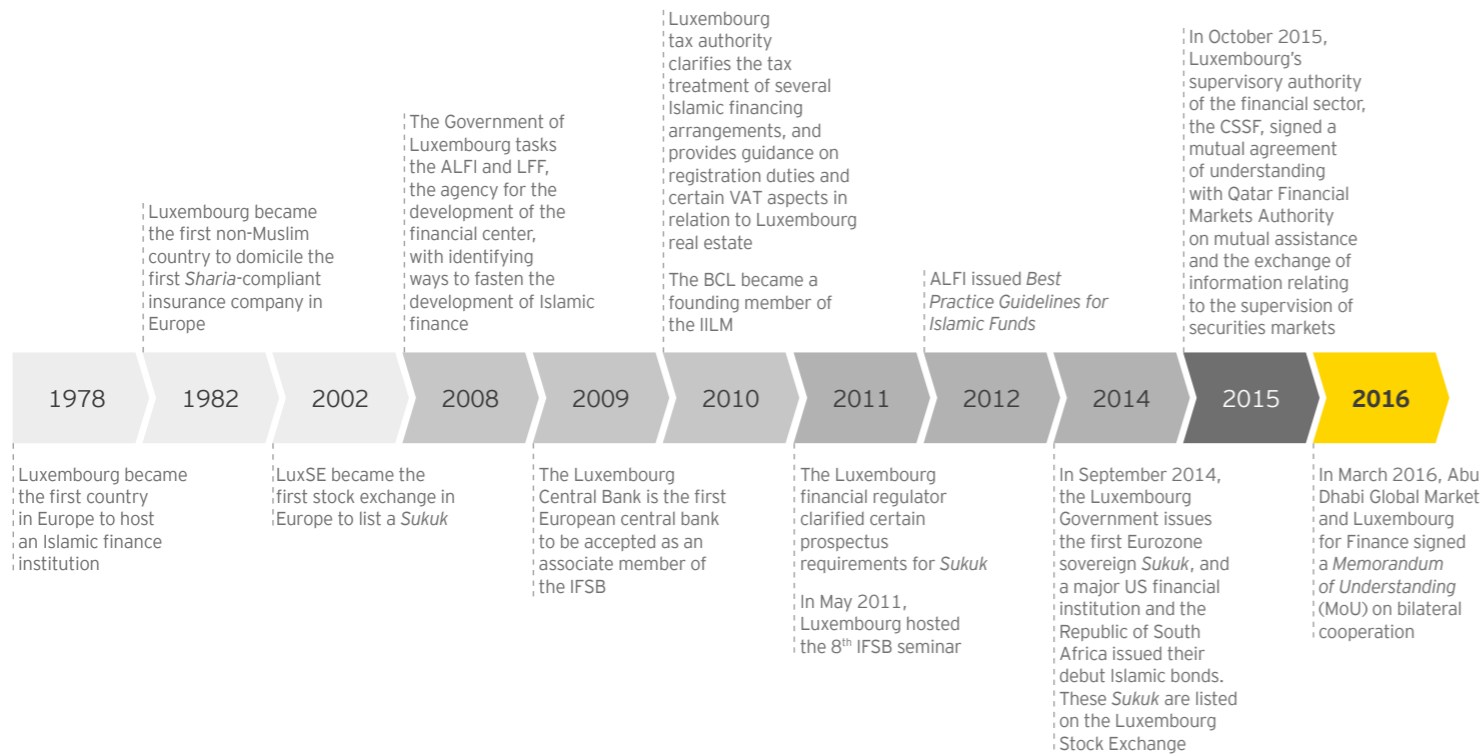 Luxembourg became
the first country
in Europe to host
an Islamic finance
institution
1978
Luxembourg became
the first non-Muslim
country to domicile the
first Sharia-compliant
insurance company in
Europe
1982
LuxSE became the
first stock exchange in
Europe to list a Sukuk
2002
The Government of
Luxembourg tasks
the ALFI and LFF,
the agency for the
development of the
financial center,
with identifying
ways to fasten the
development of Islamic
finance
2008
The Luxembourg
Central Bank is the first
European central bank
to be accepted as an
associate member of
the IFSB
2009
Luxembourg
tax authority
clarifies the tax
treatment of several
Islamic financing
arrangements, and
provides guidance on
registration duties and
certain VAT aspects in
relation to Luxembourg
real estate
The BCL became a
founding member of
the IILM
2010
The Luxembourg
financial regulator
clarified certain
prospectus
requirements for Sukuk
In May 2011,
Luxembourg hosted
the 8th IFSB seminar
2011
ALFI issued Best
Practice Guidelines for
Islamic Funds
2012
In September 2014,
the Luxembourg
Government issues
the first Eurozone
sovereign Sukuk, and
a major US financial
institution and the
Republic of South
Africa issued their
debut Islamic bonds.
These Sukuk are listed
on the Luxembourg
Stock Exchange
2014
In October 2015,
Luxembourg's
supervisory authority
of the financial sector,
the CSSF, signed a
mutual agreement
of understanding
with Qatar Financial
Markets Authority
on mutual assistance
and the exchange of
information relating
to the supervision of
securities markets
2015
In March 2016, Abu
Dhabi Global Market
and Luxembourg
for Finance signed
a Memorandum
of Understanding
(MoU) on bilateral
cooperation
2016